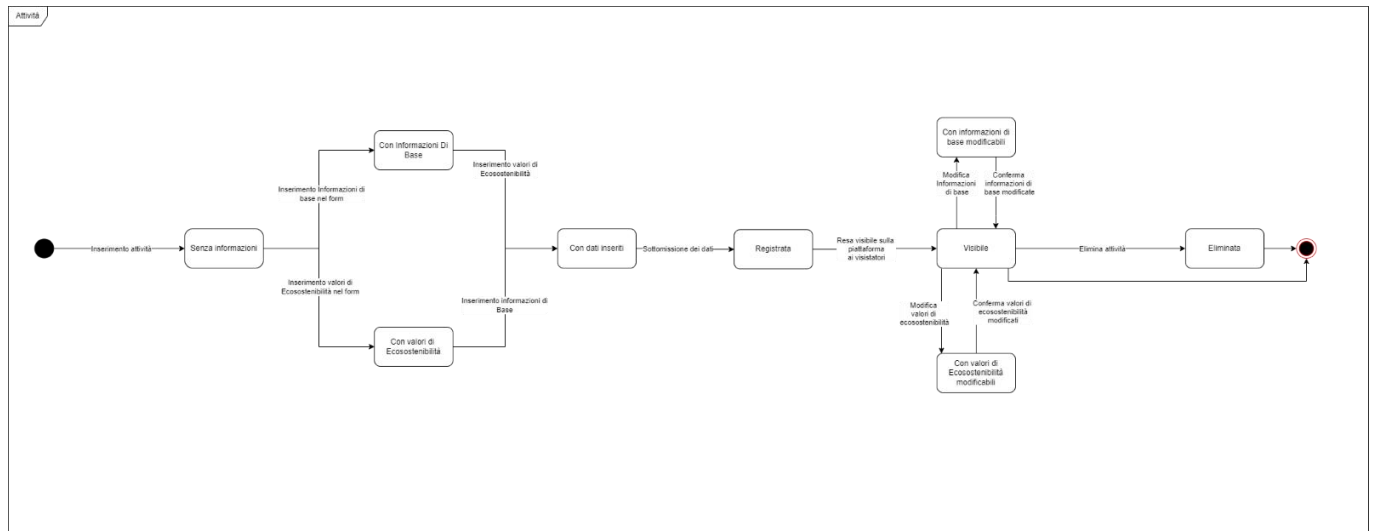 Attività
Con Informazioni Di
Base
Inserimento Informazioni di
base nel form
Inserimento valori di
Ecosostenibilità
Inserimento attività
Senza informazioni
Inserimento valori di
Ecosostenibilità nel form
Con valori di
Ecosostenibilità
Inserimento Informazioni di
Base
Con dati inseriti
Sottomissione dei dati
Registrata
Resa visibile sulla
piattaforma
ai visistatori
Con informazioni di
base modificabili
Modifica
Informazioni
di base
Conferma
informazioni di
base modificate
Visibile
Elimina attività
Eliminata
Modifica
valori di
ecosostenibilità
Conferma valori di
ecosostenibilità
modificati
Con valori di
Ecosostenibilità
modificabili